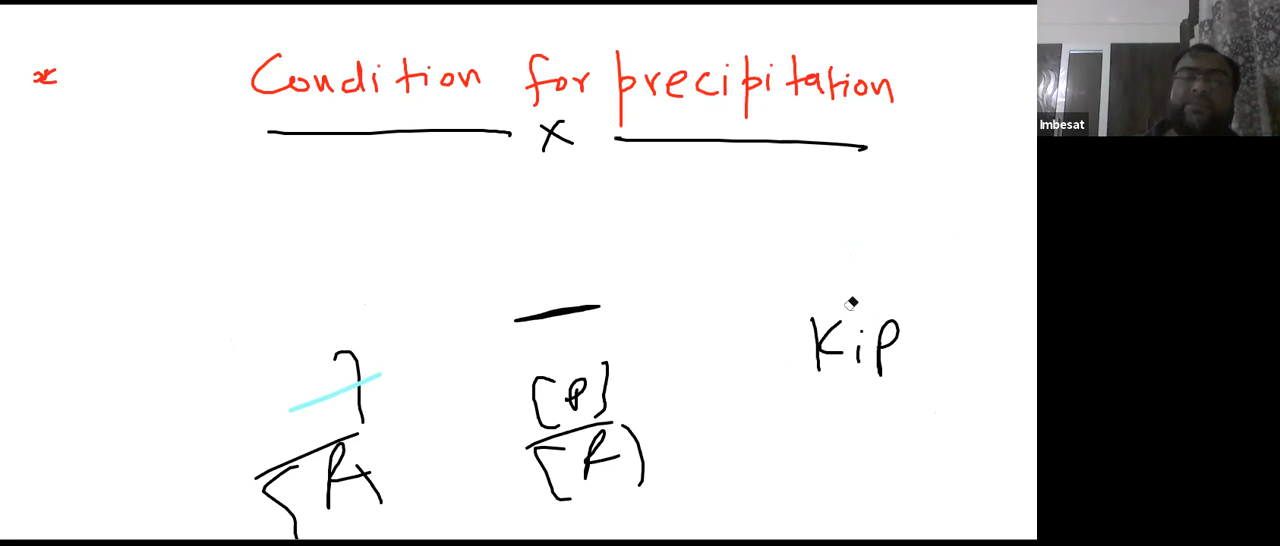 x Condition for precipitation
x
Imbesat
Kip
[P]
[R]
[R